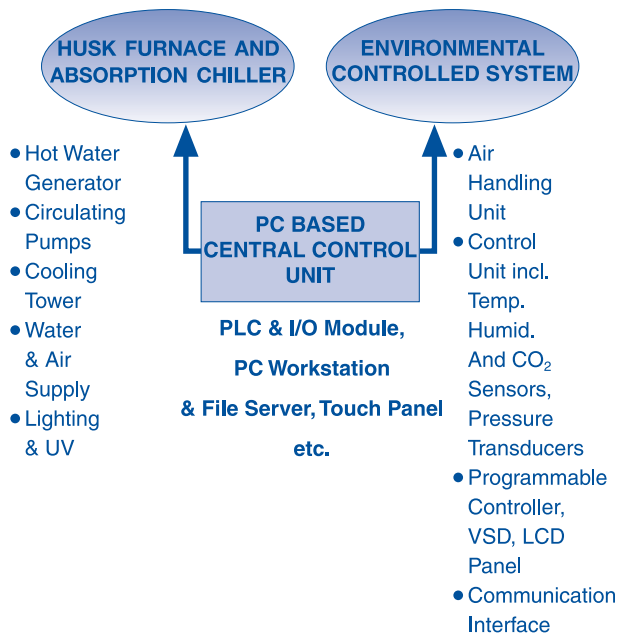 HUSK FURNACE AND
ABSORPTION CHILLER
ENVIRONMENTAL
CONTROLLED SYSTEM
• Hot Water
Generator
• Circulating
Pumps
• Cooling
Tower
• Water
& Air
Supply
• Lighting
& UV
PC BASED
CENTRAL CONTROL
UNIT
PLC & I/O Module,
PC Workstation
& File Server, Touch Panel
etc.
• Air
Handling
Unit
• Control
Unit incl.
Temp.
Humid.
And CO₂
Sensors,
Pressure
Transducers
• Programmable
Controller,
VSD, LCD
Panel
• Communication
Interface